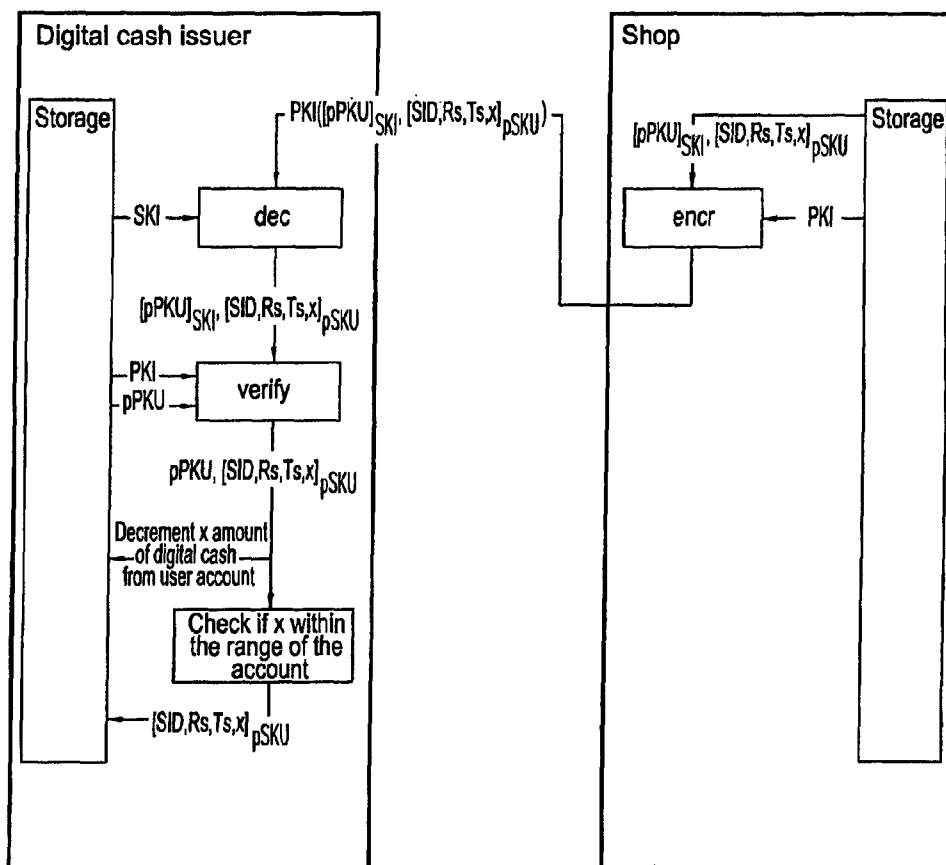 Digital cash issuer
Storage
PKI([pPKU]SKI, [SID,Rs,Ts,x]pSKU)
SKI
dec
[pPKU]SKI, [SID,Rs,Ts,x]pSKU
PKI
pPKU
verify
pPKU, [SID,Rs,Ts,x]pSKU
Decrement x amount
of digital cash
from user account
Check if x within
the range of the
account
[SID,Rs,Ts,x]pSKU
Shop
Storage
[pPKU]SKI, [SID,Rs,Ts,x]pSKU
encr
PKI